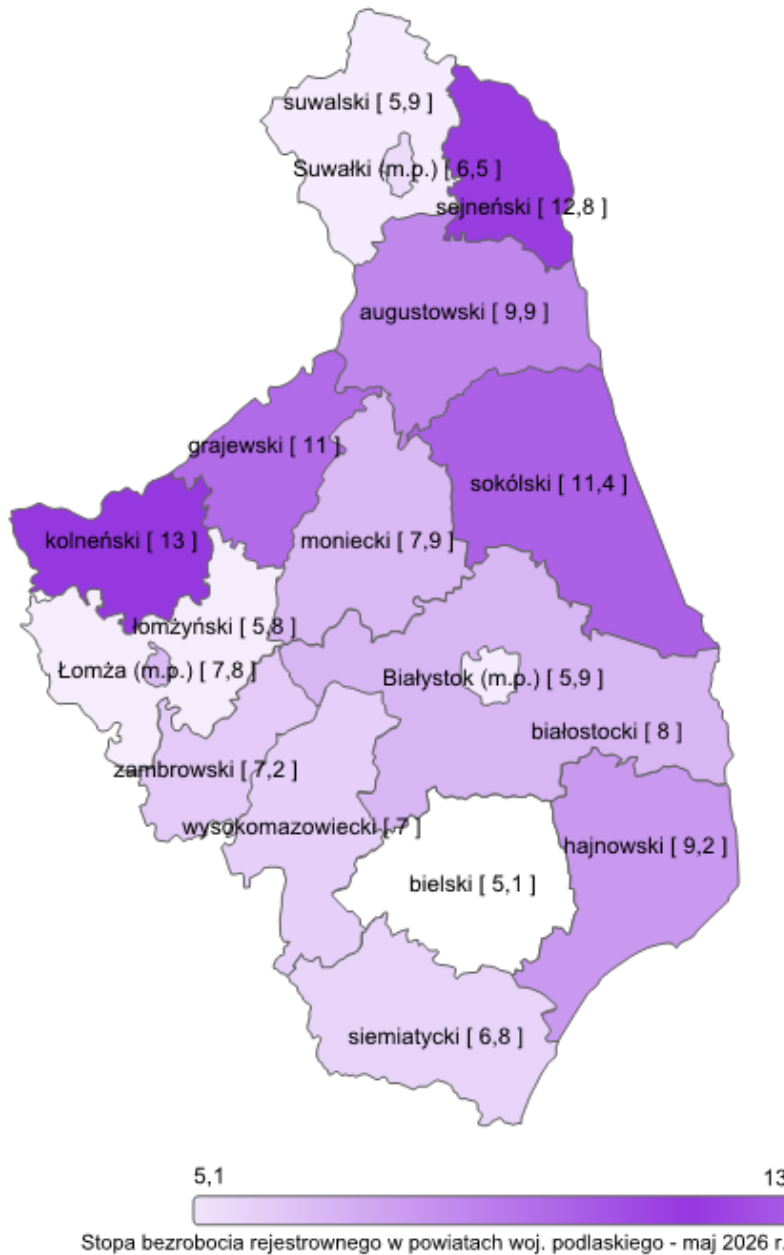 suwalski [ 5,9 ]
Suwałki (m.p.) [ 6,5 ]
sejneński [ 12,8 ]
augustowski [ 9,9 ]
grajewski [ 11 ]
sokólski [ 11,4 ]
kolneński [ 13 ]
moniecki [ 7,9 ]
łomżyński [ 5,8 ]
Łomża (m.p.) [ 7,8 ]
Białystok (m.p.) [ 5,9 ]
białostocki [ 8 ]
zambrowski [ 7,2 ]
wysokomazowiecki [ 7 ]
hajnowski [ 9,2 ]
bielski [ 5,1 ]
siemiatycki [ 6,8 ]
5,1 13
Stopa bezrobocia rejestrownego w powiatach woj. podlaskiego - maj 2026 r